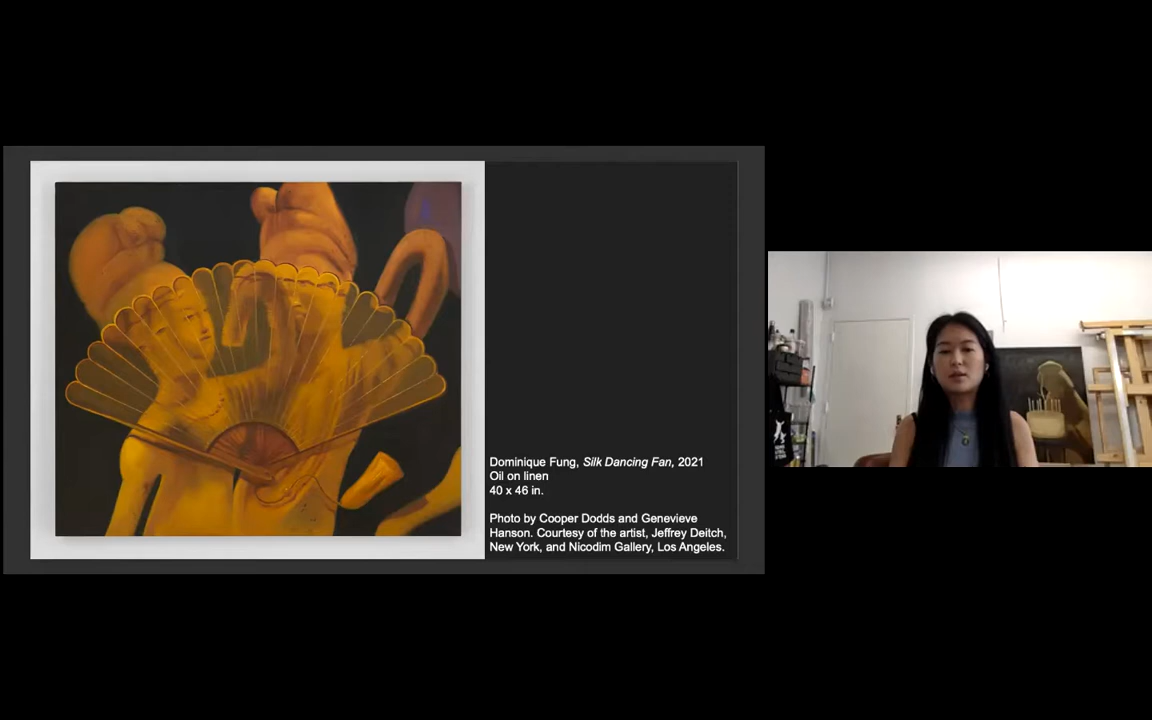 Dominique Fung, Silk Dancing Fan, 2021
Oil on linen
40 x 46 in.
Photo by Cooper Dodds and Genevieve
Hanson. Courtesy of the artist, Jeffrey Deitch,
New York, and Nicodim Gallery, Los Angeles.